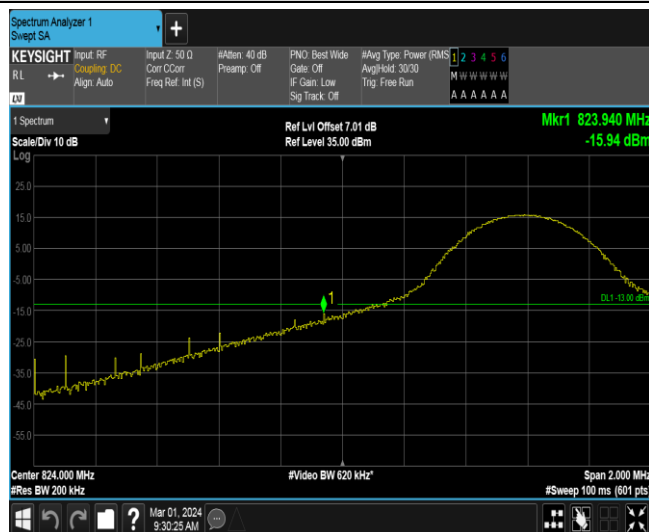 Spectrum Analyzer 1
Swept SA
+
KEYSIGHT
RL
LXI
Input: RF
Coupling: DC
Align: Auto
Input Z: 50 Ω
Corr CCorr
Freq Ref: Int (S)
#Atten: 40 dB
Preamp: Off
PNO: Best Wide
Gate: Off
IF Gain: Low
Sig Track: Off
#Avg Type: Power (RMS
Avg|Hold: 30/30
Trig: Free Run
1 2 3 4 5 6
M W W W W W
A A A A A A
1 Spectrum
Scale/Div 10 dB
Log
Ref Lvl Offset 7.01 dB
Ref Level 35.00 dBm
Mkr1 823.940 MHz
-15.94 dBm
25.0
15.0
5.00
-5.00
-15.0
-25.0
-35.0
-45.0
-55.0
1
DL1 -13.00 dBm
Center 824.000 MHz
#Res BW 200 kHz
#Video BW 620 kHz*
Span 2.000 MHz
#Sweep 100 ms (601 pts)
?
Mar 01, 2024
9:30:25 AM